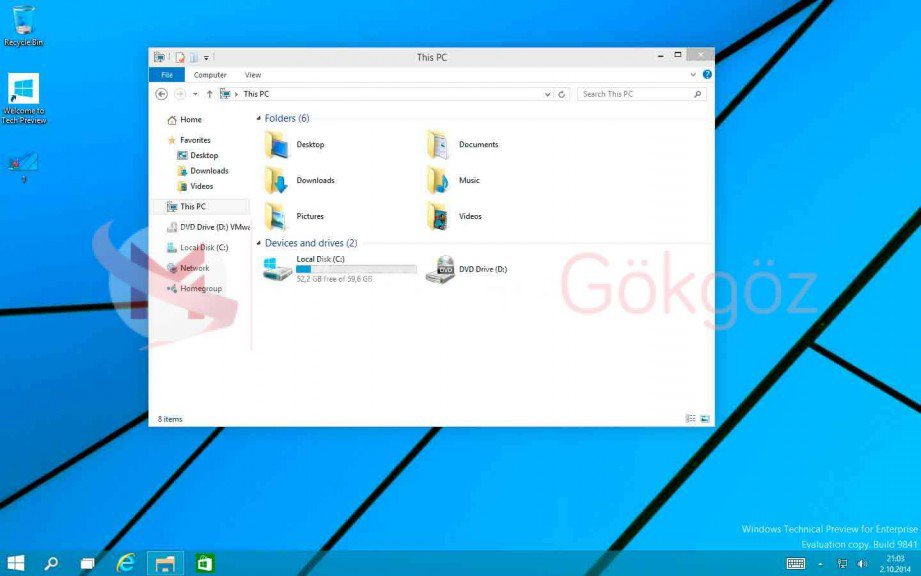 Recycle Bin
Welcome to
Tech Preview
This PC
File Computer View
This PC
Search This PC
Home
Favorites
Desktop
Downloads
Videos
This PC
DVD Drive (D:) VMwa
Local Disk (C:)
Network
Homegroup
Folders (6)
Desktop
Documents
Downloads
Music
Pictures
Videos
Devices and drives (2)
Local Disk (C:)
52,2 GB free of 59,6 GB
DVD Drive (D:)
DVD
Gökgöz
8 items
Windows Technical Preview for Enterprise
Evaluation copy. Build 9841
21:03
2.10.2014